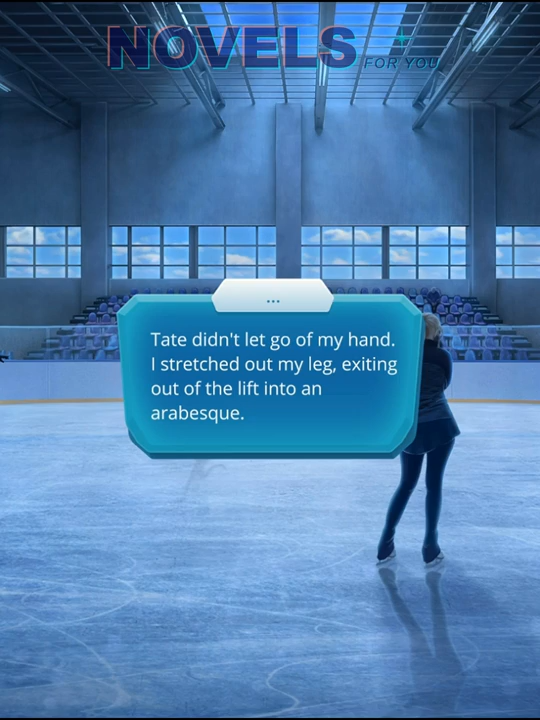 NOVELS
FOR YOU
...
Tate didn't let go of my hand.
I stretched out my leg, exiting
out of the lift into an
arabesque.